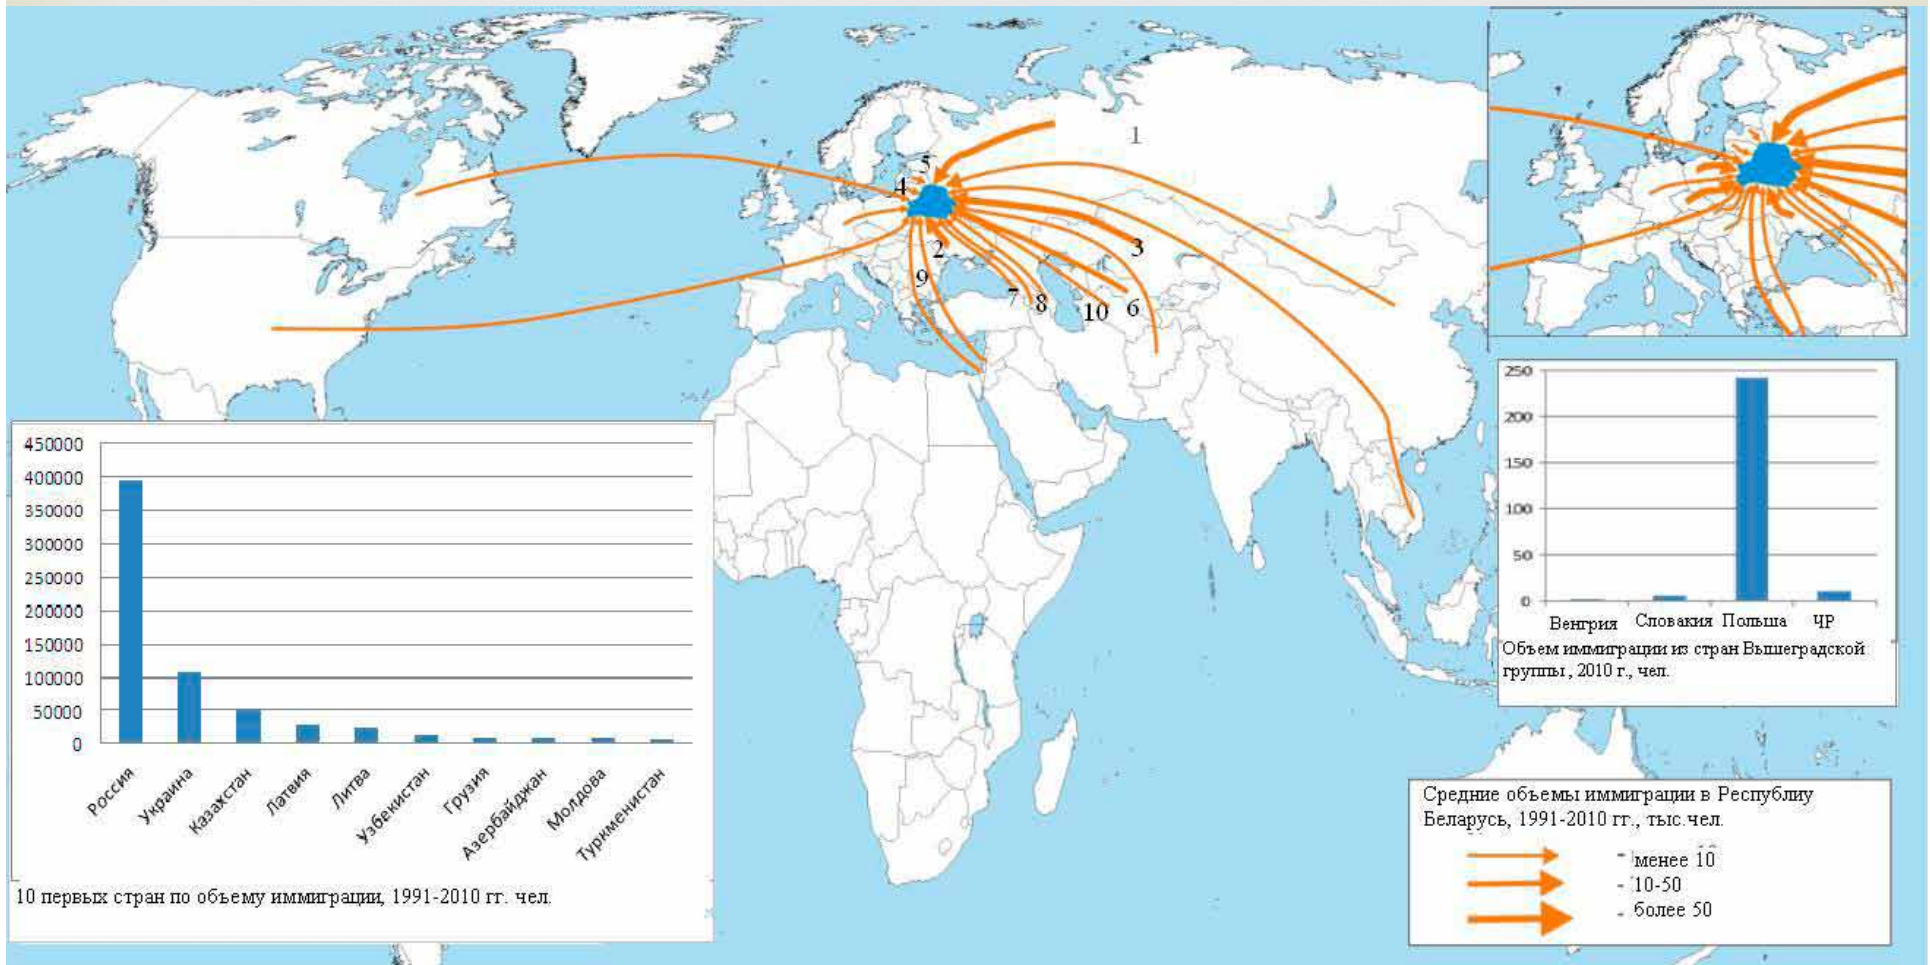 1
5
4
2
3
9
7
8
10
6
450000
400000
350000
300000
250000
200000
150000
100000
50000
0
Россия
Украина
Казахстан
Латвия
Литва
Узбекистан
Грузия
Азербайджан
Молдова
Туркменистан
10 первых стран по объему иммиграции, 1991-2010 гг. чел.
250
200
150
100
50
0
Венгрия Словакия Польша ЧР
Объем иммиграции из стран Вышеградской
группы, 2010 г., чел.
Средние объемы иммиграции в Республиу
Беларусь, 1991-2010 гг., тыс.чел.
- менее 10
- 10-50
- более 50